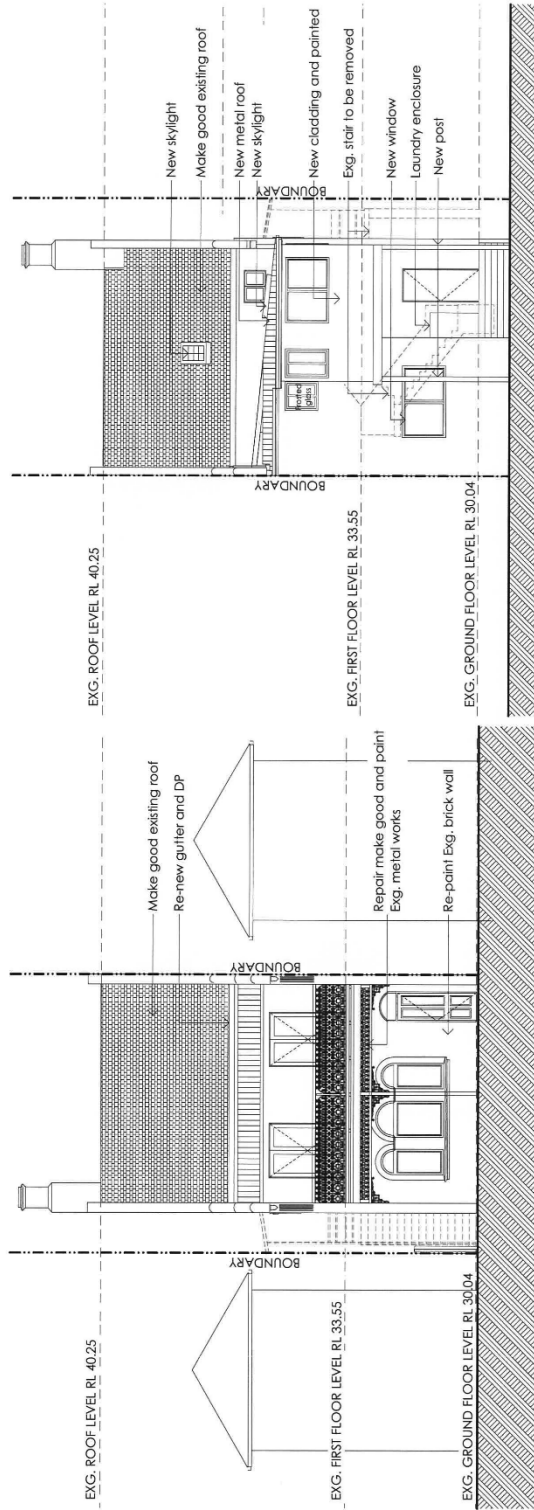 EXG. ROOF LEVEL RL 40.25
EXG. FIRST FLOOR LEVEL RL 33.55
EXG. GROUND FLOOR LEVEL RL 30.04
BOUNDARY
BOUNDARY
Make good existing roof
Re-new gutter and DP
Repair make good and paint
Exg. metal works
Re-paint Exg. brick wall
EXG. ROOF LEVEL RL 40.25
EXG. FIRST FLOOR LEVEL RL 33.55
EXG. GROUND FLOOR LEVEL RL 30.04
BOUNDARY
BOUNDARY
Frosted
glass
New skylight
Make good existing roof
New metal roof
New skylight
New cladding and painted
Exg. stair to be removed
New window
Laundry enclosure
New post